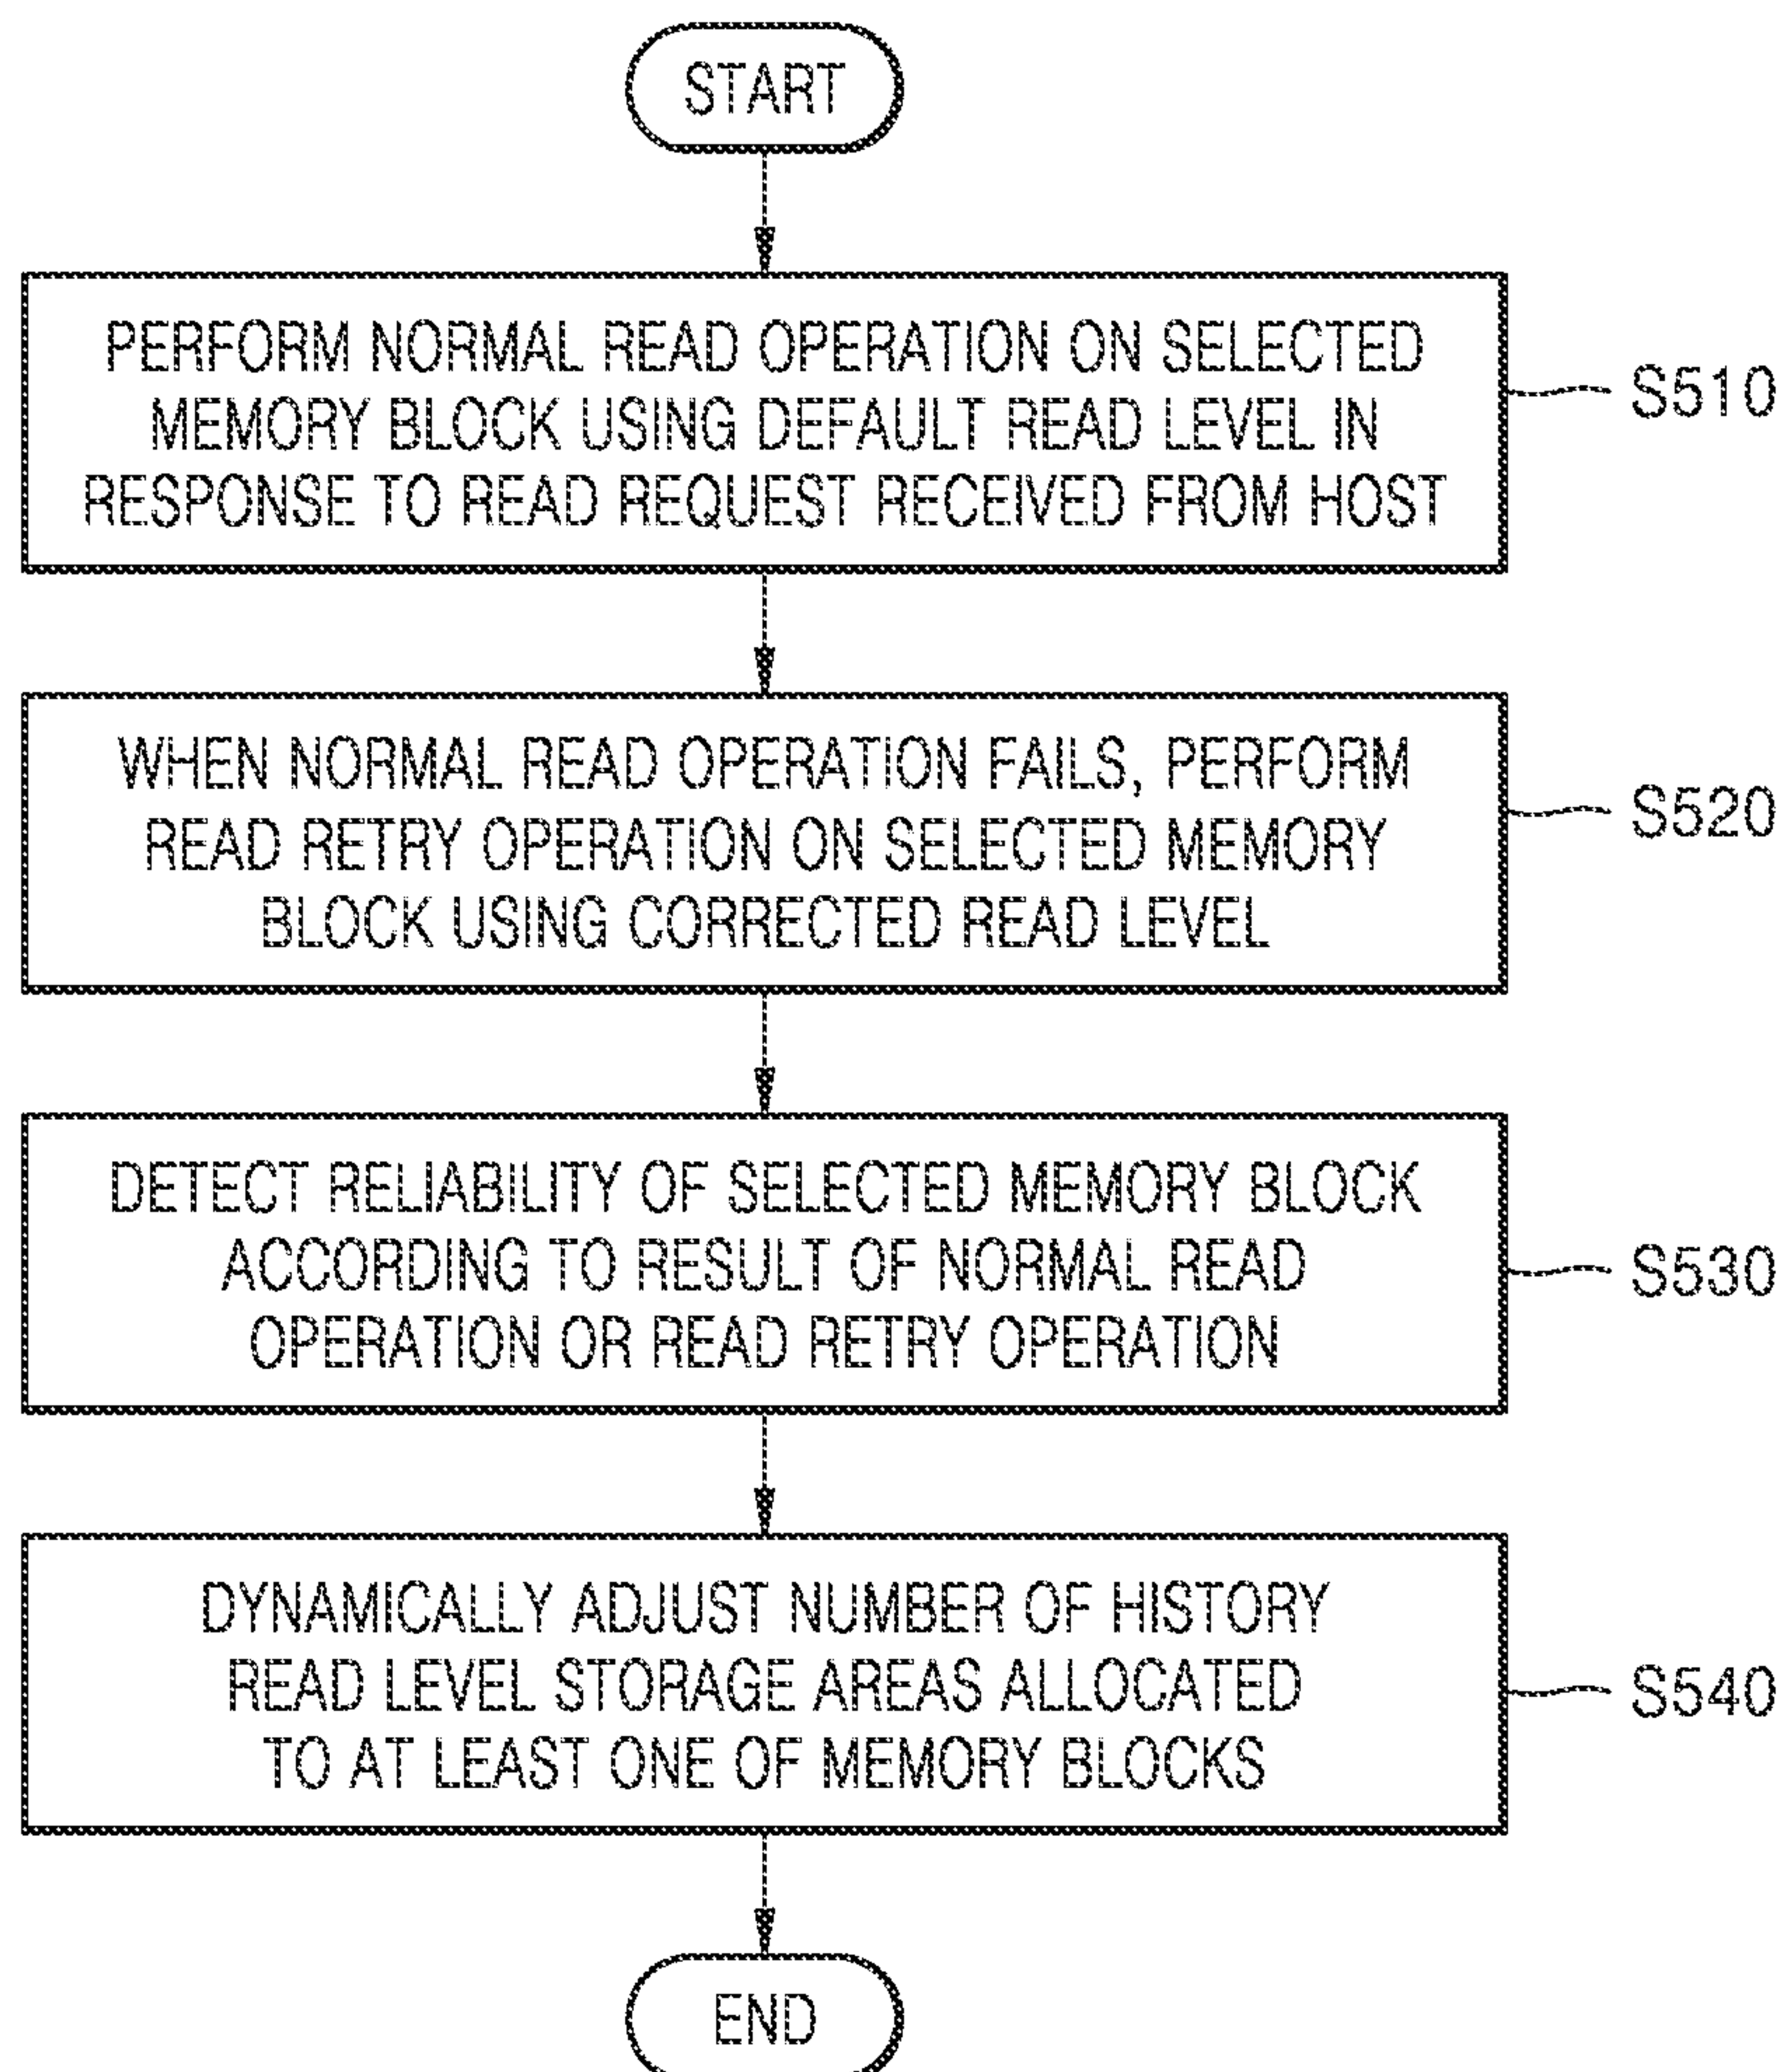 START
PERFORM NORMAL READ OPERATION ON SELECTED
MEMORY BLOCK USING DEFAULT READ LEVEL IN
RESPONSE TO READ REQUEST RECEIVED FROM HOST
S510
WHEN NORMAL READ OPERATION FAILS, PERFORM
READ RETRY OPERATION ON SELECTED MEMORY
BLOCK USING CORRECTED READ LEVEL
S520
DETECT RELIABILITY OF SELECTED MEMORY BLOCK
ACCORDING TO RESULT OF NORMAL READ
OPERATION OR READ RETRY OPERATION
S530
DYNAMICALLY ADJUST NUMBER OF HISTORY
READ LEVEL STORAGE AREAS ALLOCATED
TO AT LEAST ONE OF MEMORY BLOCKS
S540
END